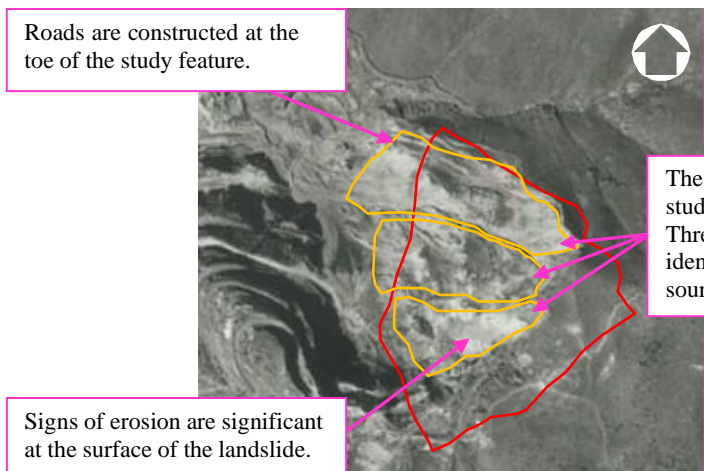 Roads are constructed at the
toe of the study feature.
The
study
Thre
iden
sour
Signs of erosion are significant
at the surface of the landslide.